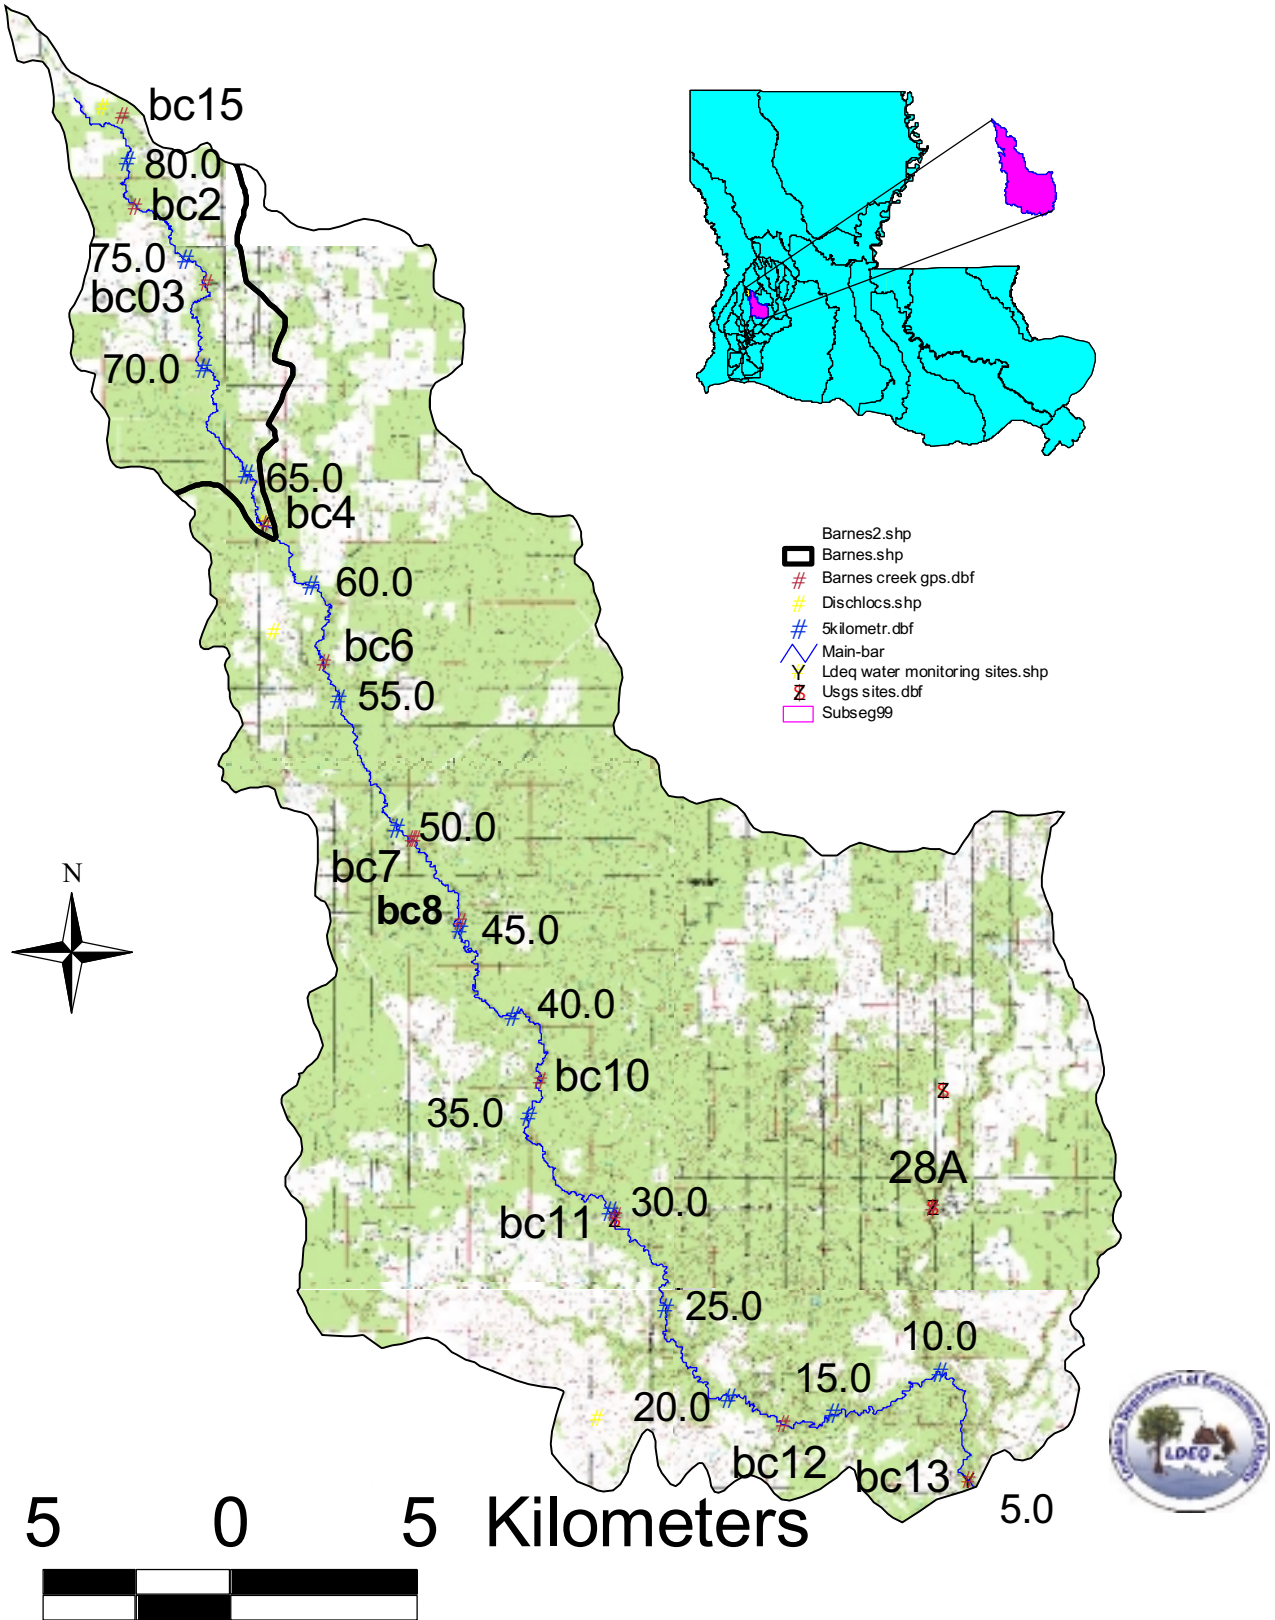 bc15
80.0
bc2
75.0
bc03
70.0
65.0
bc4
Barnes2.shp
Barnes.shp
Barnes creek gps.dbf
Dischlocs.shp
5kilometr.dbf
Main-bar
Ldeq water monitoring sites.shp
Usgs sites.dbf
Subseg99
60.0
bc6
55.0
50.0
bc7
N
bc8
45.0
40.0
bc10
35.0
28A
30.0
bc11
25.0
10.0
15.0
20.0
bc12
bc13
5.0
LDEQ
5 0 5 Kilometers